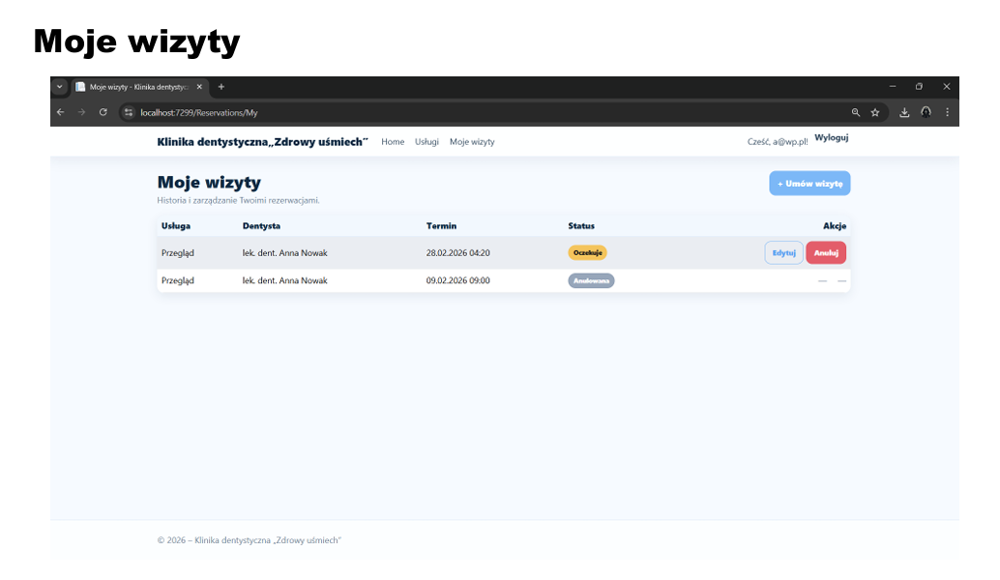 Moje wizyty
Moje wizyty - Klinika dentystyc
localhost:7299/Reservations/My
Klinika dentystyczna„Zdrowy uśmiech” Home Usługi Moje wizyty Cześć, a@wp.pl! Wyloguj
Moje wizyty + Umów wizytę
Historia i zarządzanie Twoimi rezerwacjami.
Usługa Dentysta Termin Status Akcje
Przegląd lek. dent. Anna Nowak 28.02.2026 04:20 Oczekuje Edytuj Anuluj
Przegląd lek. dent. Anna Nowak 09.02.2026 09:00 Anulowana — —
© 2026 – Klinika dentystyczna „Zdrowy uśmiech”